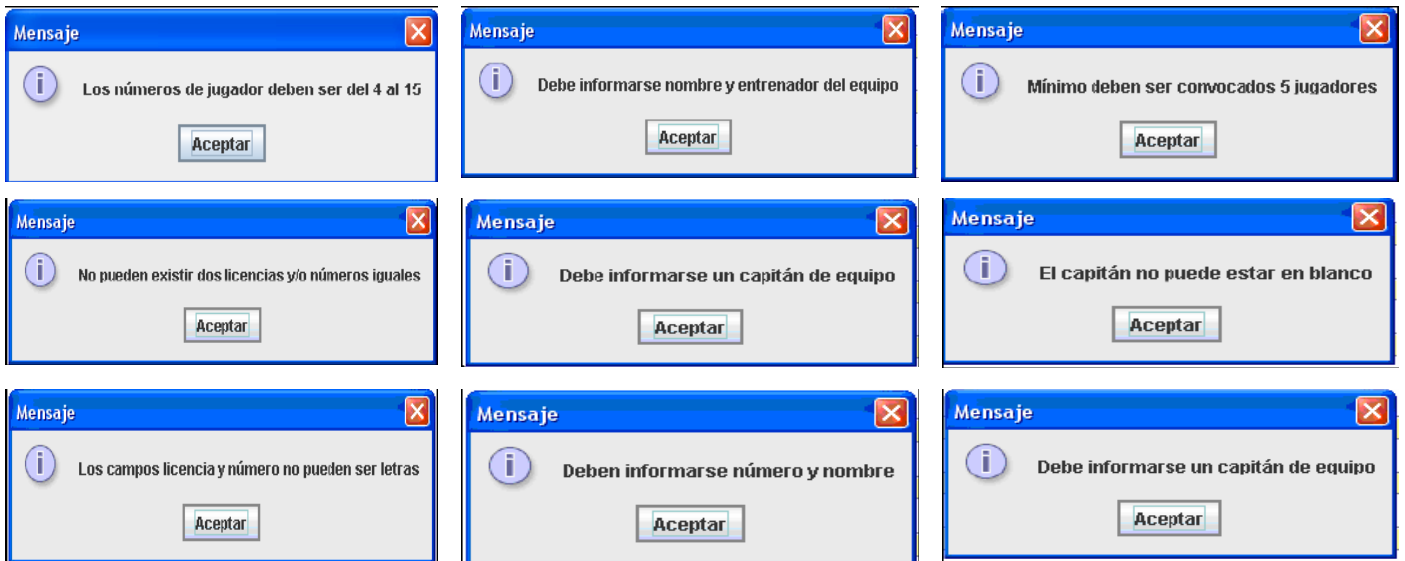 Mensaje
Los números de jugador deben ser del 4 al 15
Aceptar
Mensaje
Debe informarse nombre y entrenador del equipo
Aceptar
Mensaje
Mínimo deben ser convocados 5 jugadores
Aceptar
Mensaje
No pueden existir dos licencias y/o números iguales
Aceptar
Mensaje
Debe informarse un capitán de equipo
Aceptar
Mensaje
El capitán no puede estar en blanco
Aceptar
Mensaje
Los campos licencia y número no pueden ser letras
Aceptar
Mensaje
Deben informarse número y nombre
Aceptar
Mensaje
Debe informarse un capitán de equipo
Aceptar